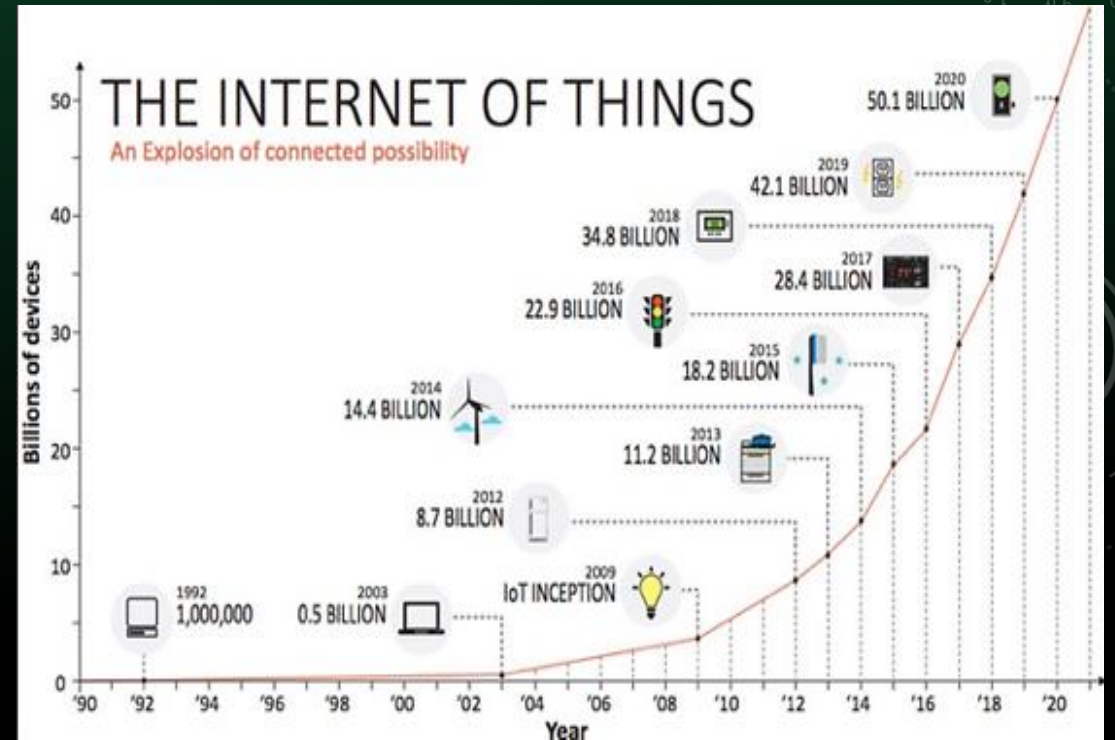 THE INTERNET OF THINGS
An Explosion of connected possibility
Billions of devices
50
40
30
20
10
0
2020
50.1 BILLION
2019
42.1 BILLION
2018
34.8 BILLION
2017
28.4 BILLION
2016
22.9 BILLION
2015
18.2 BILLION
2014
14.4 BILLION
2013
11.2 BILLION
2012
8.7 BILLION
2009
IoT INCEPTION
2003
0.5 BILLION
1992
1,000,000
'90 '92 '94 '96 '98 '00 '02 '04 '06 '08 '10 '12 '14 '16 '18 '20
Year